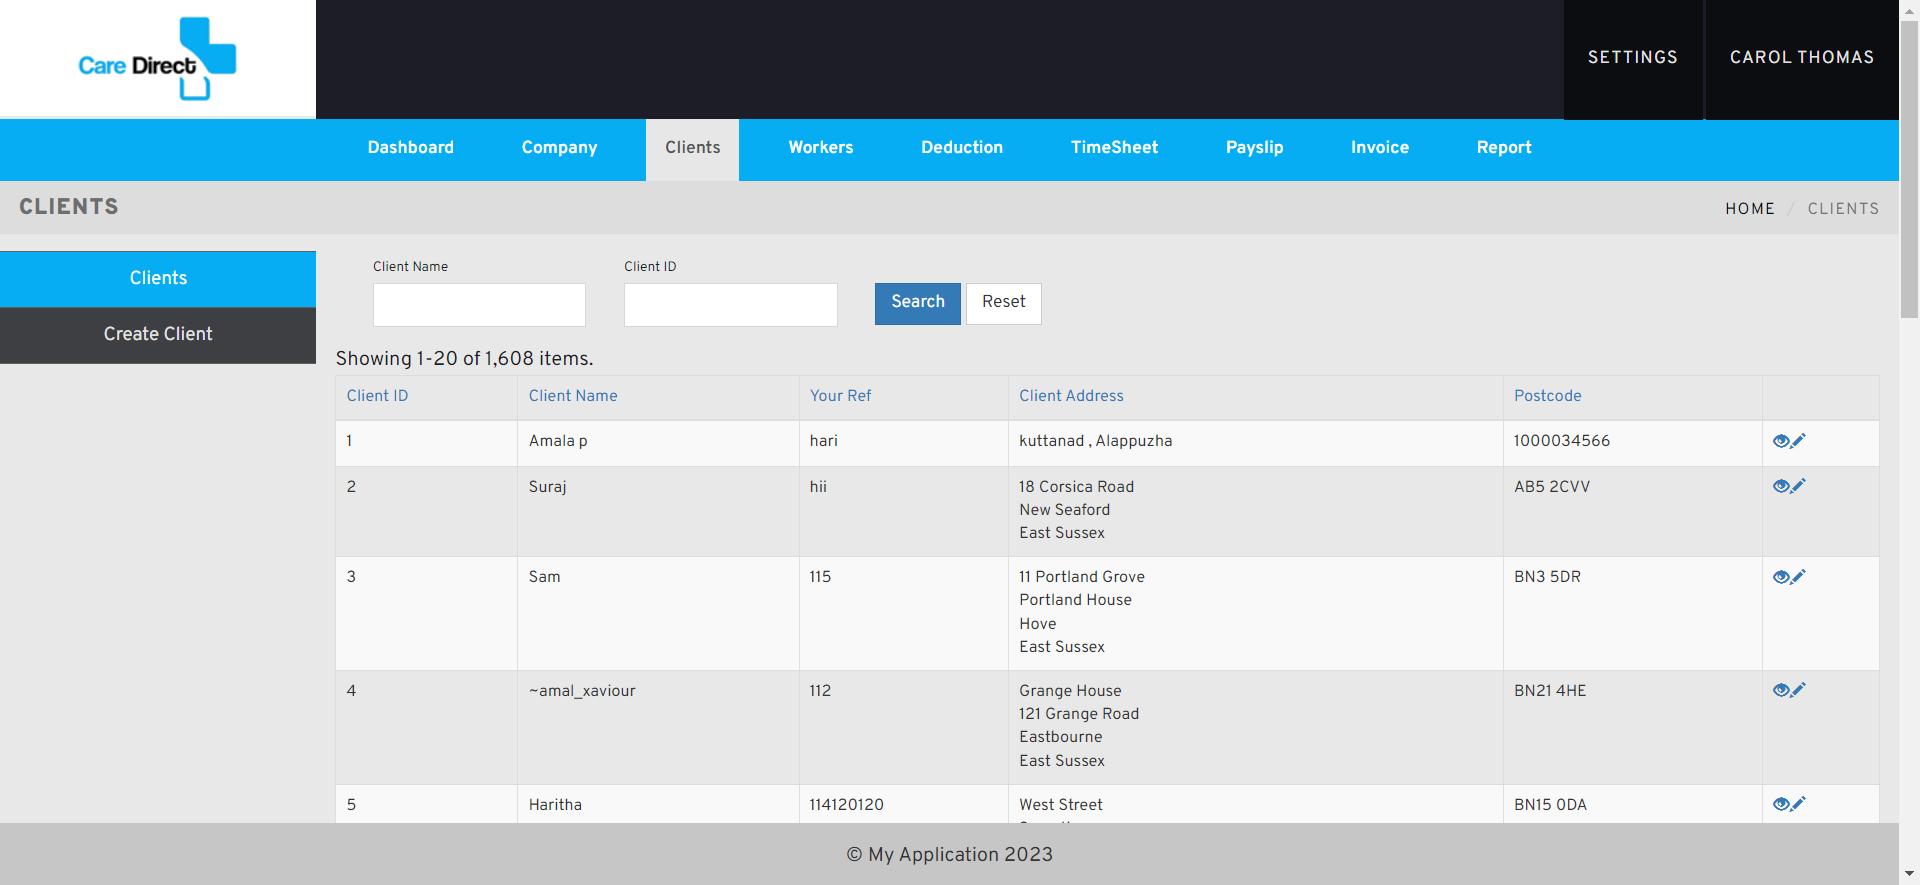 Care Direct
SETTINGS
CAROL THOMAS
Dashboard
Company
Clients
Workers
Deduction
TimeSheet
Payslip
Invoice
Report
CLIENTS
HOME / CLIENTS
Clients
Create Client
Client Name
Client ID
Search
Reset
Showing 1-20 of 1,608 items.
Client ID
Client Name
Your Ref
Client Address
Postcode
1
Amala p
hari
kuttanad , Alappuzha
1000034566
2
Suraj
hii
18 Corsica Road
New Seaford
East Sussex
AB5 2CVV
3
Sam
115
11 Portland Grove
Portland House
Hove
East Sussex
BN3 5DR
4
~amal_xaviour
112
Grange House
121 Grange Road
Eastbourne
East Sussex
BN21 4HE
5
Haritha
114120120
West Street
BN15 0DA
© My Application 2023